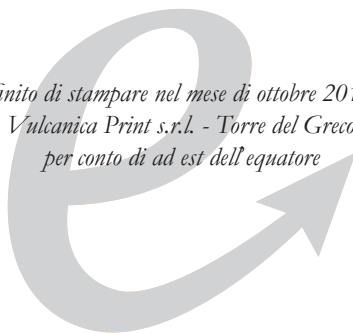 finito di stampare nel mese di ottobre 201
Vulcanica Print s.r.l. - Torre del Greco
per conto di ad est dell'equatore